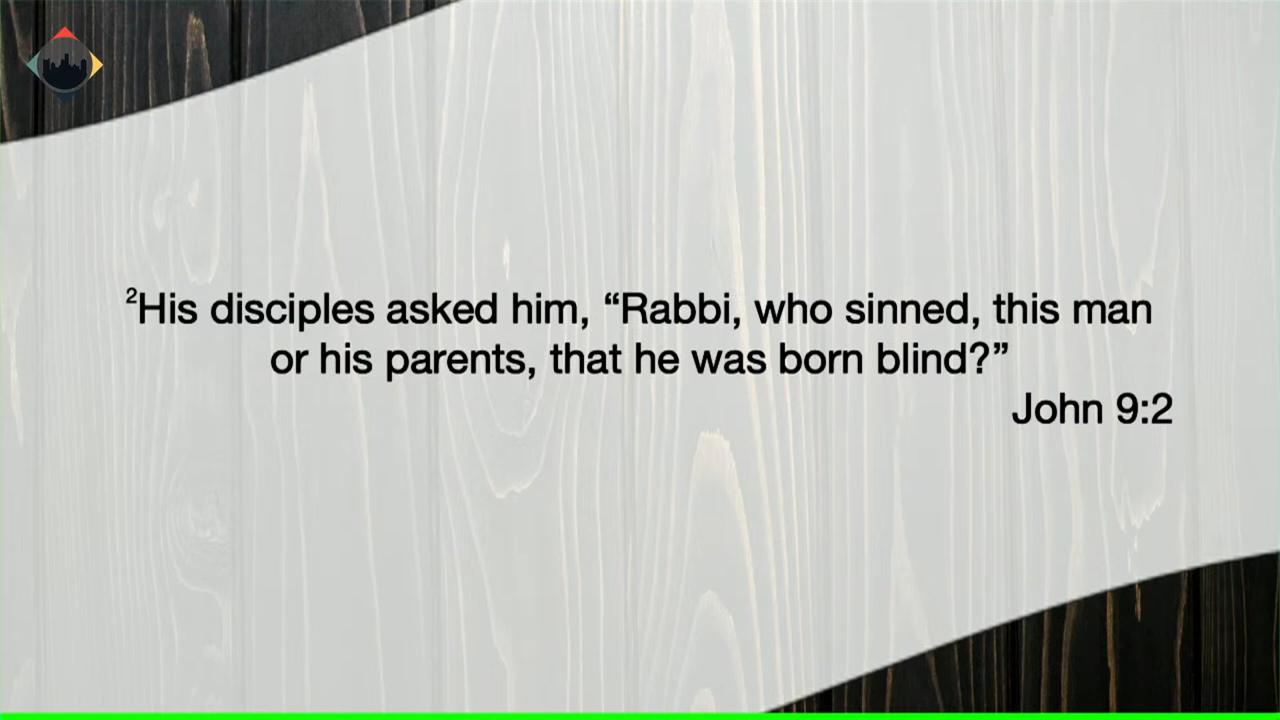 ²His disciples asked him, “Rabbi, who sinned, this man
or his parents, that he was born blind?”
John 9:2